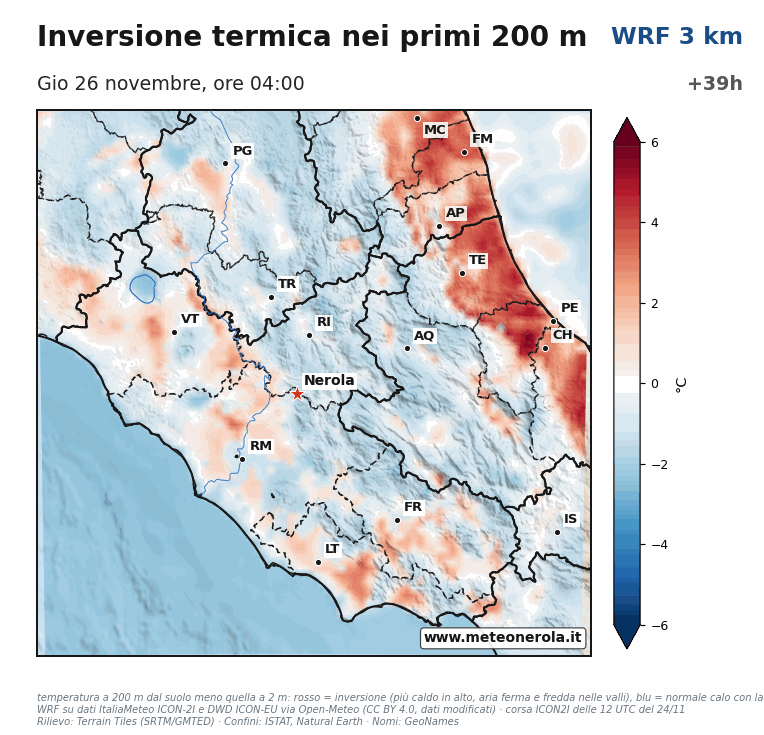 Inversione termica nei primi 200 m WRF 3 km
Gio 26 novembre, ore 04:00 +39h
MC
FM
PG
AP
TE
TR
PE
VT
RI
AQ
CH
Nerola
RM
FR
IS
LT
www.meteonerola.it
6
4
2
0
−2
−4
−6
°C
temperatura a 200 m dal suolo meno quella a 2 m: rosso = inversione (più caldo in alto, aria ferma e fredda nelle valli), blu = normale calo con la
WRF su dati ItaliaMeteo ICON-2I e DWD ICON-EU via Open-Meteo (CC BY 4.0, dati modificati) · corsa ICON2I delle 12 UTC del 24/11
Rilievo: Terrain Tiles (SRTM/GMTED) · Confini: ISTAT, Natural Earth · Nomi: GeoNames